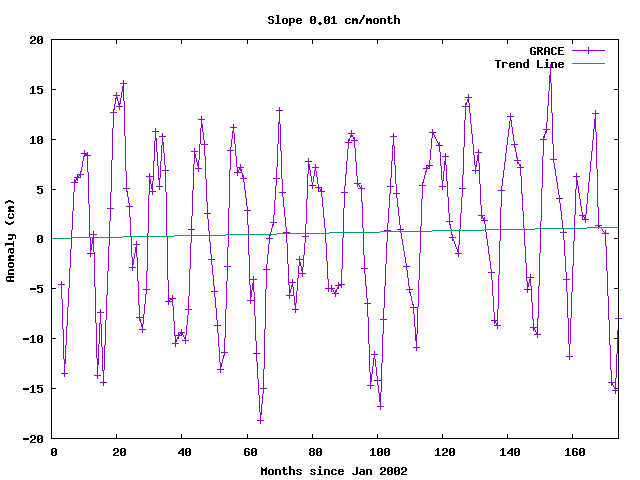 Slope 0.01 cm/month
GRACE
Trend Line
20
15
10
5
0
-5
-10
-15
-20
Anomaly (cm)
0 20 40 60 80 100 120 140 160
Months since Jan 2002